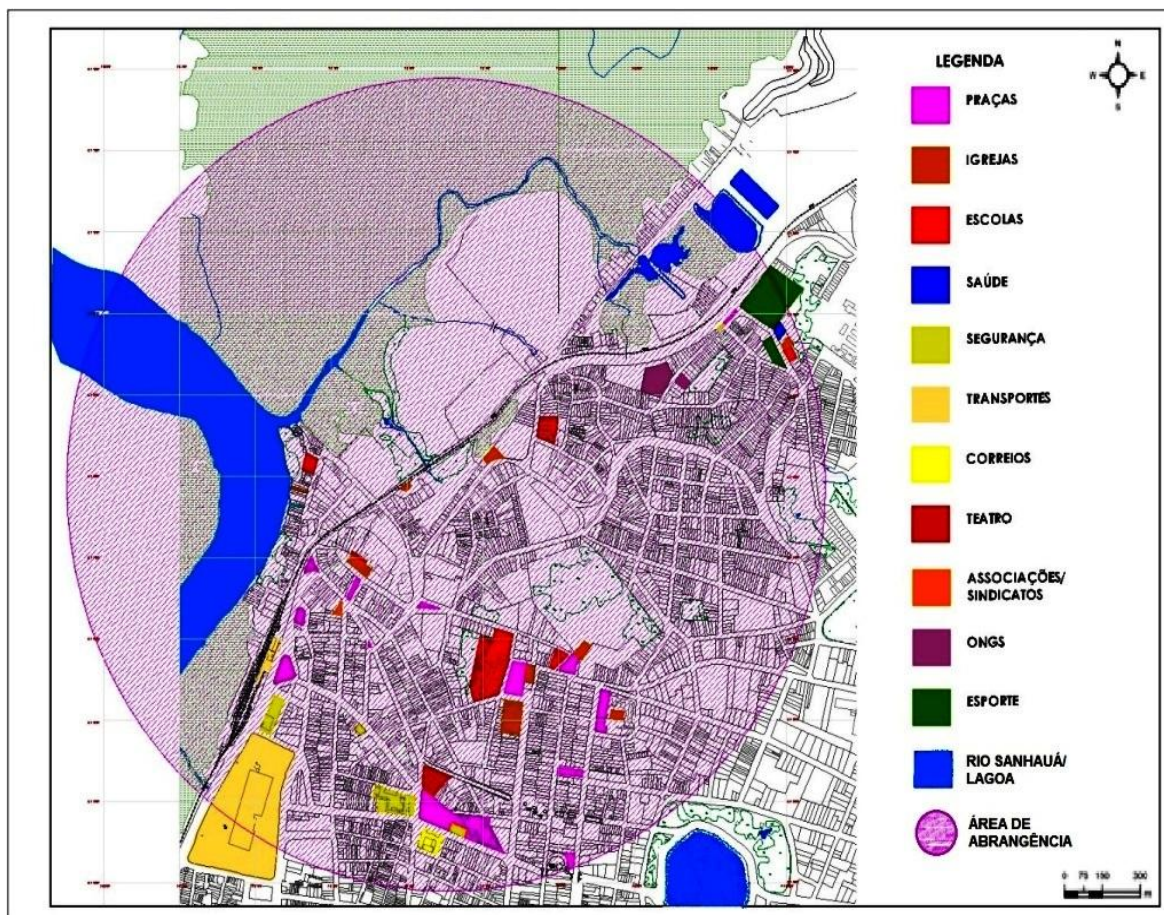 LEGENDA
PRAÇAS
IGREJAS
ESCOLAS
SAÚDE
SEGURANÇA
TRANSPORTES
CORREIOS
TEATRO
ASSOCIAÇÕES/
SINDICATOS
ONGS
ESPORTE
RIO SANHAUÁ/
LAGOA
ÁREA DE
ABRANGÊNCIA
N
W E
S
0 75 150 300
M